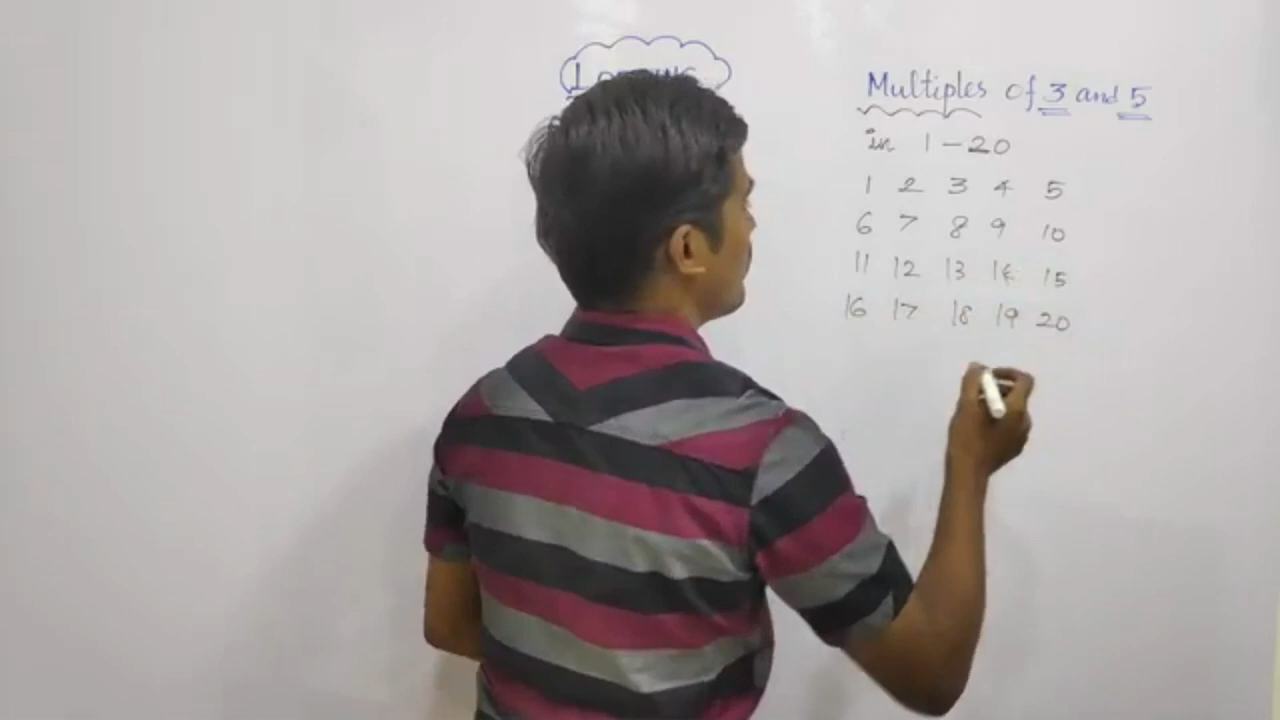 Multiples of 3 and 5
in 1 - 20
1 2 3 4 5
6 7 8 9 10
11 12 13 14 15
16 17 18 19 20